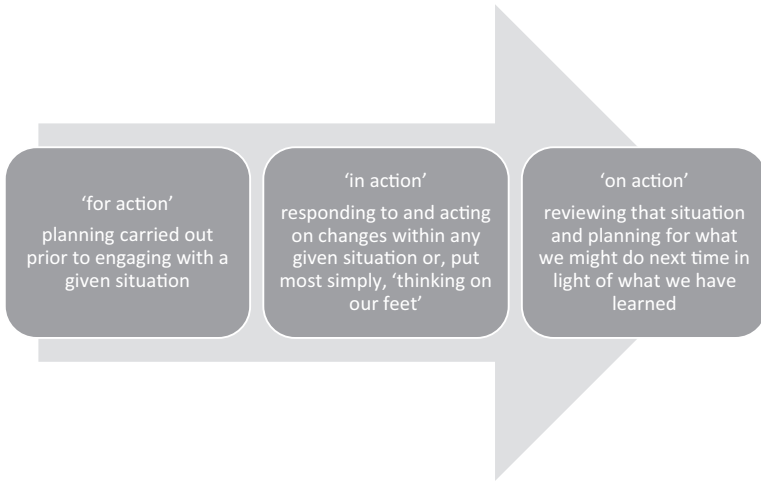 ‘for action’
planning carried out
prior to engaging with a
given situation
‘in action’
responding to and acting
on changes within any
given situation or, put
most simply, ‘thinking on
our feet’
‘on action’
reviewing that situation
and planning for what
we might do next time in
light of what we have
learned